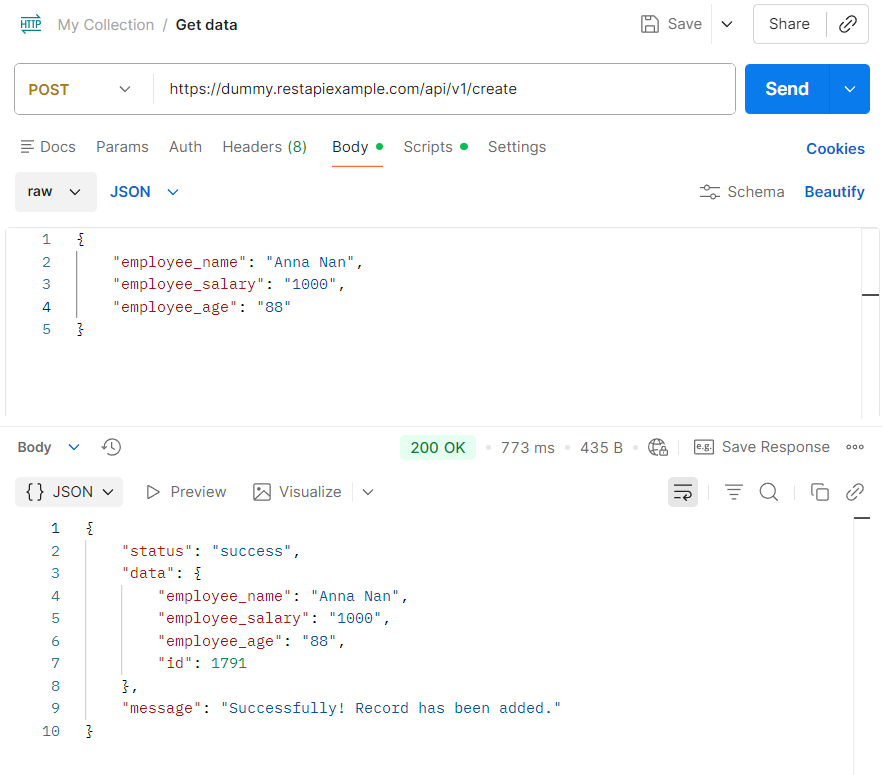 HTTP My Collection / Get data Save Share
POST https://dummy.restapiexample.com/api/v1/create Send
Docs Params Auth Headers (8) Body Scripts Settings Cookies
raw JSON Schema Beautify
1 {
2 "employee_name": "Anna Nan",
3 "employee_salary": "1000",
4 "employee_age": "88"
5 }
Body 200 OK 773 ms 435 B e.g. Save Response
{} JSON Preview Visualize
1 {
2 "status": "success",
3 "data": {
4 "employee_name": "Anna Nan",
5 "employee_salary": "1000",
6 "employee_age": "88",
7 "id": 1791
8 },
9 "message": "Successfully! Record has been added."
10 }